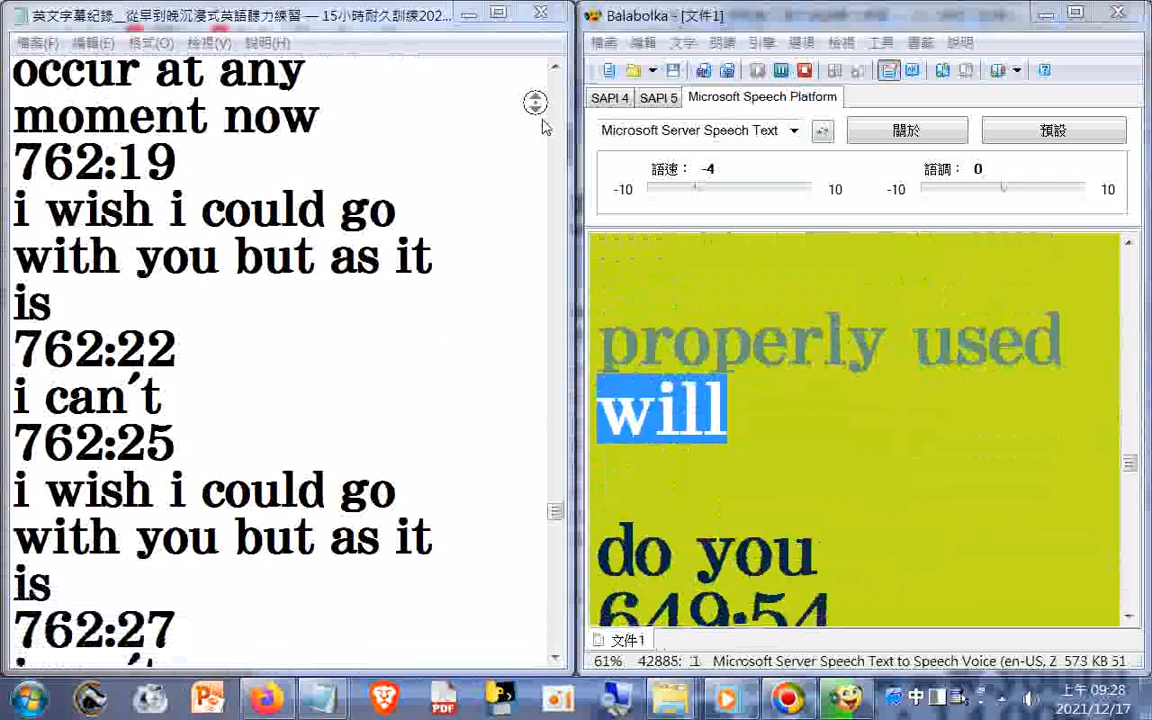 英文字幕紀錄__從早到晚沉浸式英語聽力練習 — 15小時耐久訓練202...
檔案(F) 編輯(E) 格式(O) 檢視(V) 說明(H)
occur at any
moment now
762:19
i wish i could go
with you but as it
is
762:22
i can't
762:25
i wish i could go
with you but as it
is
762:27
i can't
Balabolka - [文件1]
檔案 編輯 文字 朗讀 引擎 選項 檢視 工具 書籤 說明
SAPI 4 SAPI 5 Microsoft Speech Platform
Microsoft Server Speech Text 關於 預設
語速： -4 語調： 0
-10 10 -10 10
properly used
will
do you
649:54
文件1
61% 42885: 1 Microsoft Server Speech Text to Speech Voice (en-US, Z 573 KB 51
PDF 中 上午 09:28
2021/12/17